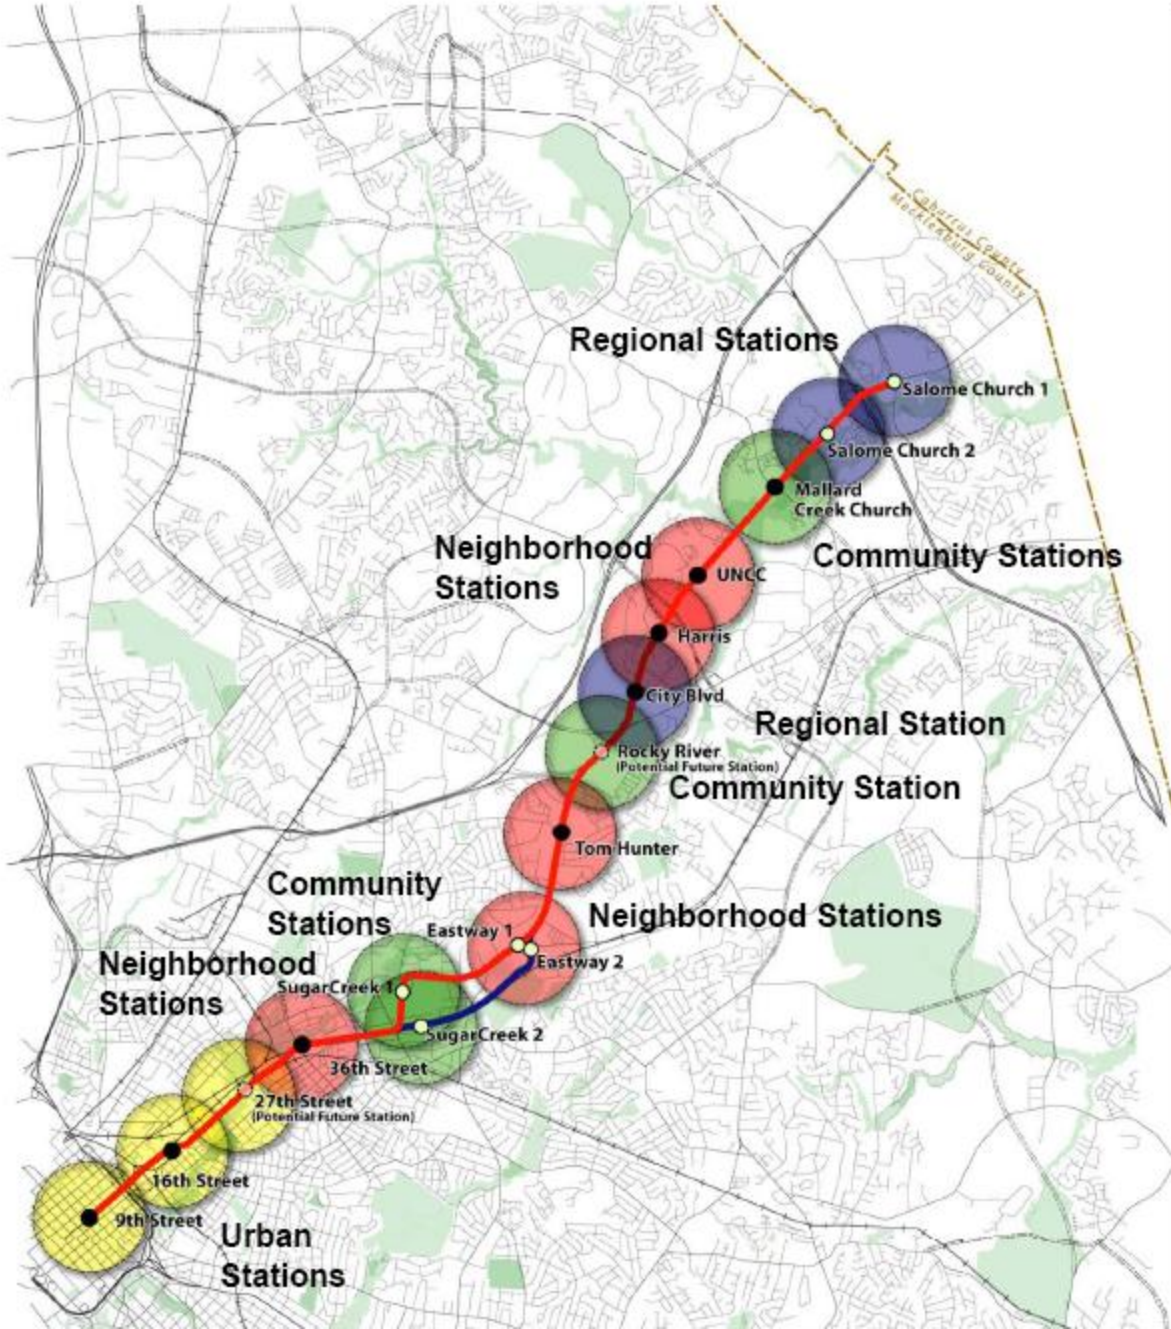 Cabarrus County
Mecklenburg County
Regional Stations
Salome Church 1
Salome Church 2
Mallard
Creek Church
Neighborhood
Stations
Community Stations
UNCC
Harris
City Blvd
Regional Station
Rocky River
(Potential Future Station)
Community Station
Tom Hunter
Community
Stations
Neighborhood Stations
Eastway 1
Eastway 2
Neighborhood
Stations
SugarCreek 1
SugarCreek 2
36th Street
27th Street
(Potential Future Station)
16th Street
9th Street
Urban
Stations